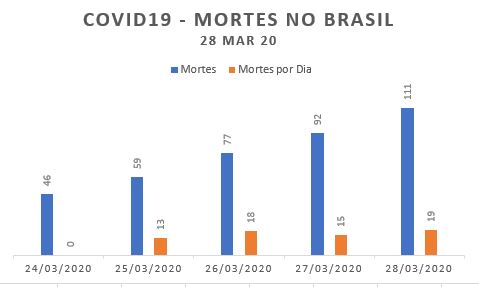 COVID19 - MORTES NO BRASIL
28 MAR 20
Mortes Mortes por Dia
46 0 59 13 77 18 92 15 111 19
24/03/2020 25/03/2020 26/03/2020 27/03/2020 28/03/2020